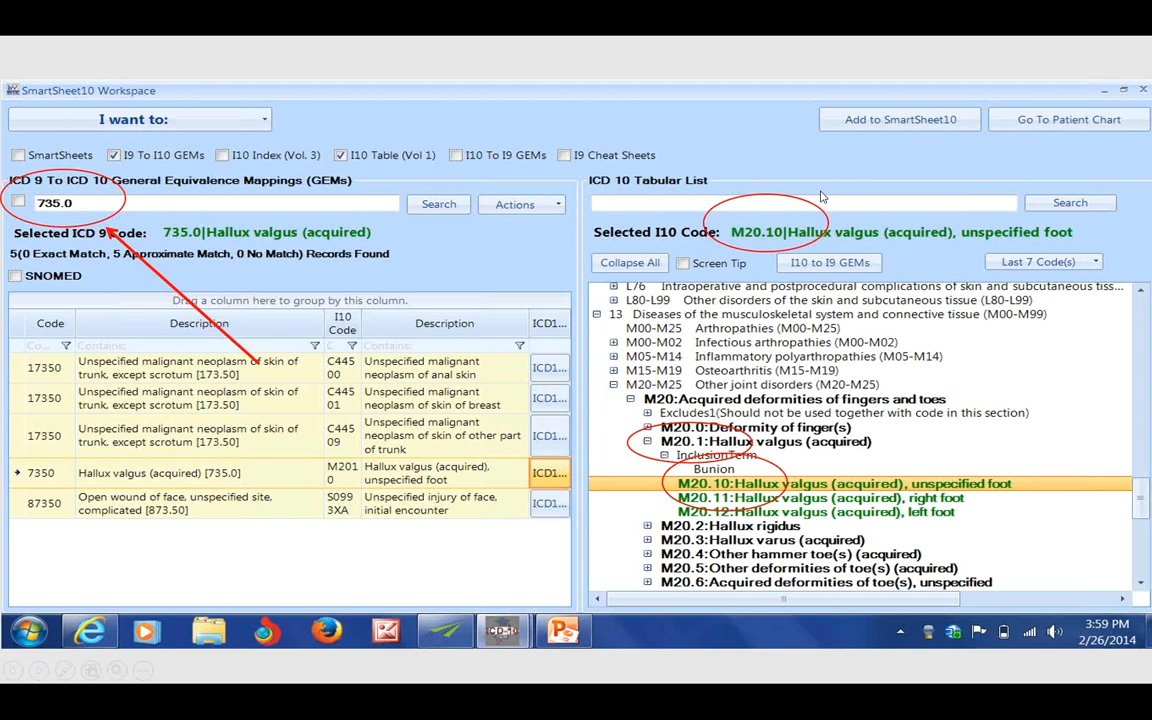 SmartSheet10 Workspace
I want to:
Add to SmartSheet10
Go To Patient Chart
SmartSheets
I9 To I10 GEMs
I10 Index (Vol. 3)
I10 Table (Vol 1)
I10 To I9 GEMs
I9 Cheat Sheets
ICD 9 To ICD 10 General Equivalence Mappings (GEMs)
735.0
Search
Actions
Selected ICD 9 Code: 735.0|Hallux valgus (acquired)
5(0 Exact Match, 5 Approximate Match, 0 No Match) Records Found
SNOMED
Drag a column here to group by this column.
Code
Description
I10
Code
Description
ICD1...
Co...
Contains:
C
Contains:
17350
Unspecified malignant neoplasm of skin of
trunk, except scrotum [173.50]
C445
00
Unspecified malignant
neoplasm of anal skin
ICD1...
17350
Unspecified malignant neoplasm of skin of
trunk, except scrotum [173.50]
C445
01
Unspecified malignant
neoplasm of skin of breast
ICD1...
17350
Unspecified malignant neoplasm of skin of
trunk, except scrotum [173.50]
C445
09
Unspecified malignant
neoplasm of skin of other part
of trunk
ICD1...
7350
Hallux valgus (acquired) [735.0]
M201
0
Hallux valgus (acquired),
unspecified foot
ICD1...
87350
Open wound of face, unspecified site,
complicated [873.50]
S099
3XA
Unspecified injury of face,
initial encounter
ICD1...
ICD 10 Tabular List
Search
Selected I10 Code: M20.10|Hallux valgus (acquired), unspecified foot
Collapse All
Screen Tip
I10 to I9 GEMs
Last 7 Code(s)
L76 Intraoperative and postprocedural complications of skin and subcutaneous tiss...
L80-L99 Other disorders of the skin and subcutaneous tissue (L80-L99)
13 Diseases of the musculoskeletal system and connective tissue (M00-M99)
M00-M25 Arthropathies (M00-M25)
M00-M02 Infectious arthropathies (M00-M02)
M05-M14 Inflammatory polyarthropathies (M05-M14)
M15-M19 Osteoarthritis (M15-M19)
M20-M25 Other joint disorders (M20-M25)
M20:Acquired deformities of fingers and toes
Excludes1(Should not be used together with code in this section)
M20.0:Deformity of finger(s)
M20.1:Hallux valgus (acquired)
InclusionTerm
Bunion
M20.10:Hallux valgus (acquired), unspecified foot
M20.11:Hallux valgus (acquired), right foot
M20.12:Hallux valgus (acquired), left foot
M20.2:Hallux rigidus
M20.3:Hallux varus (acquired)
M20.4:Other hammer toe(s) (acquired)
M20.5:Other deformities of toe(s) (acquired)
M20.6:Acquired deformities of toe(s), unspecified
ICD-10
3:59 PM
2/26/2014